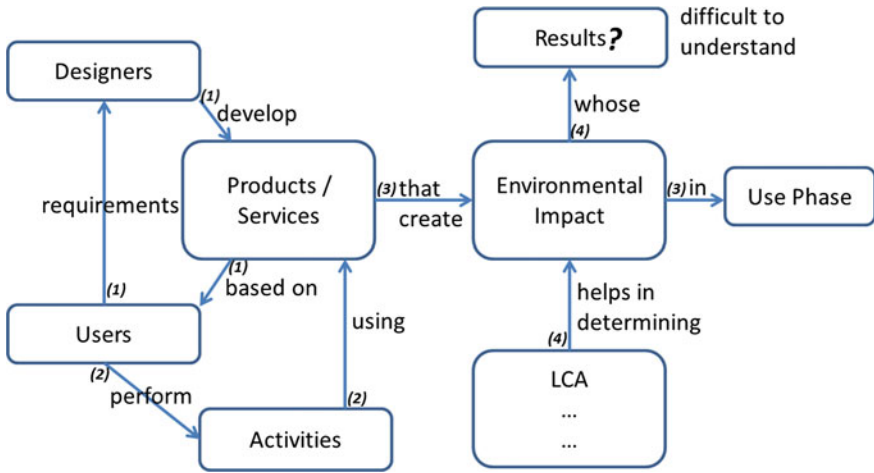 Designers
(1)
develop
Products /
Services
requirements
(1)
based on
(1)
Users
(2)
perform
Activities
(2)
using
(3) that
create
Environmental
Impact
(4)
whose
Results?
difficult to
understand
(3) in
Use Phase
helps in
determining
(4)
LCA
...
...